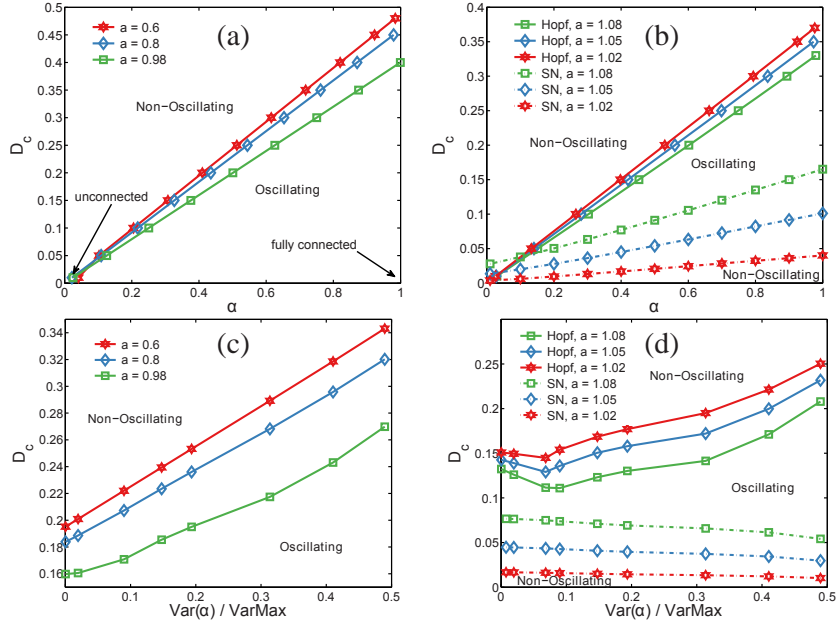 (a)
a = 0.6
a = 0.8
a = 0.98
Non-Oscillating
Oscillating
unconnected
fully connected
D_c
0.5
0.45
0.4
0.35
0.3
0.25
0.2
0.15
0.1
0.05
0
0 0.2 0.4 0.6 0.8 1
α
(b)
Hopf, a = 1.08
Hopf, a = 1.05
Hopf, a = 1.02
SN, a = 1.08
SN, a = 1.05
SN, a = 1.02
Non-Oscillating
Oscillating
Non-Oscillating
D_c
0.4
0.35
0.3
0.25
0.2
0.15
0.1
0.05
0
0 0.2 0.4 0.6 0.8 1
α
(c)
a = 0.6
a = 0.8
a = 0.98
Non-Oscillating
Oscillating
D_c
0.34
0.32
0.3
0.28
0.26
0.24
0.22
0.2
0.18
0.16
0 0.1 0.2 0.3 0.4 0.5
Var(α) / VarMax
(d)
Hopf, a = 1.08
Hopf, a = 1.05
Hopf, a = 1.02
SN, a = 1.08
SN, a = 1.05
SN, a = 1.02
Non-Oscillating
Oscillating
Non-Oscillating
D_c
0.25
0.2
0.15
0.1
0.05
0
0 0.1 0.2 0.3 0.4 0.5
Var(α) / VarMax